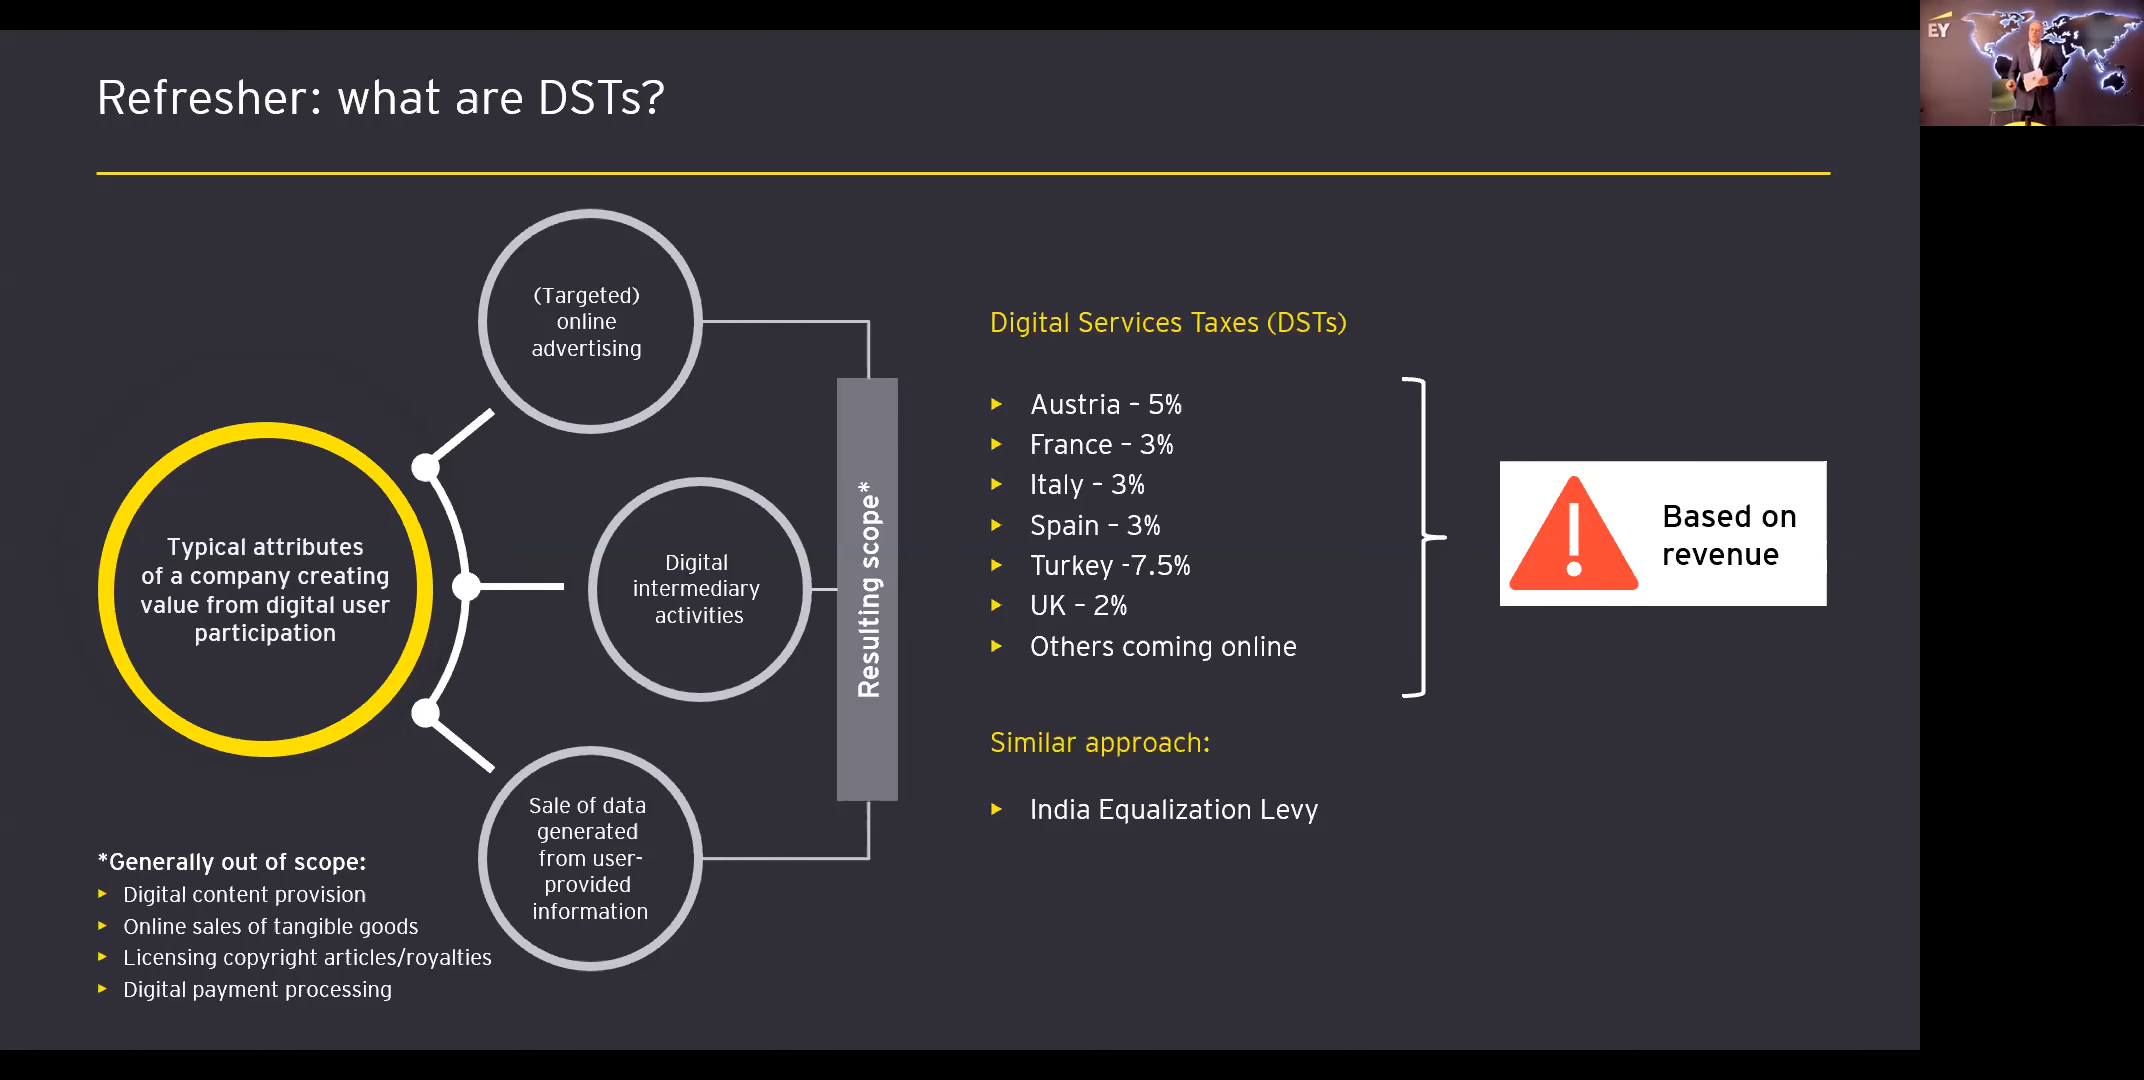 Refresher: what are DSTs?
EY
(Targeted)
online
advertising
Typical attributes
of a company creating
value from digital user
participation
Digital
intermediary
activities
Sale of data
generated
from user-
provided
information
Resulting scope*
*Generally out of scope:
▸ Digital content provision
▸ Online sales of tangible goods
▸ Licensing copyright articles/royalties
▸ Digital payment processing
Digital Services Taxes (DSTs)
▸ Austria – 5%
▸ France – 3%
▸ Italy – 3%
▸ Spain – 3%
▸ Turkey -7.5%
▸ UK – 2%
▸ Others coming online
Similar approach:
▸ India Equalization Levy
Based on
revenue